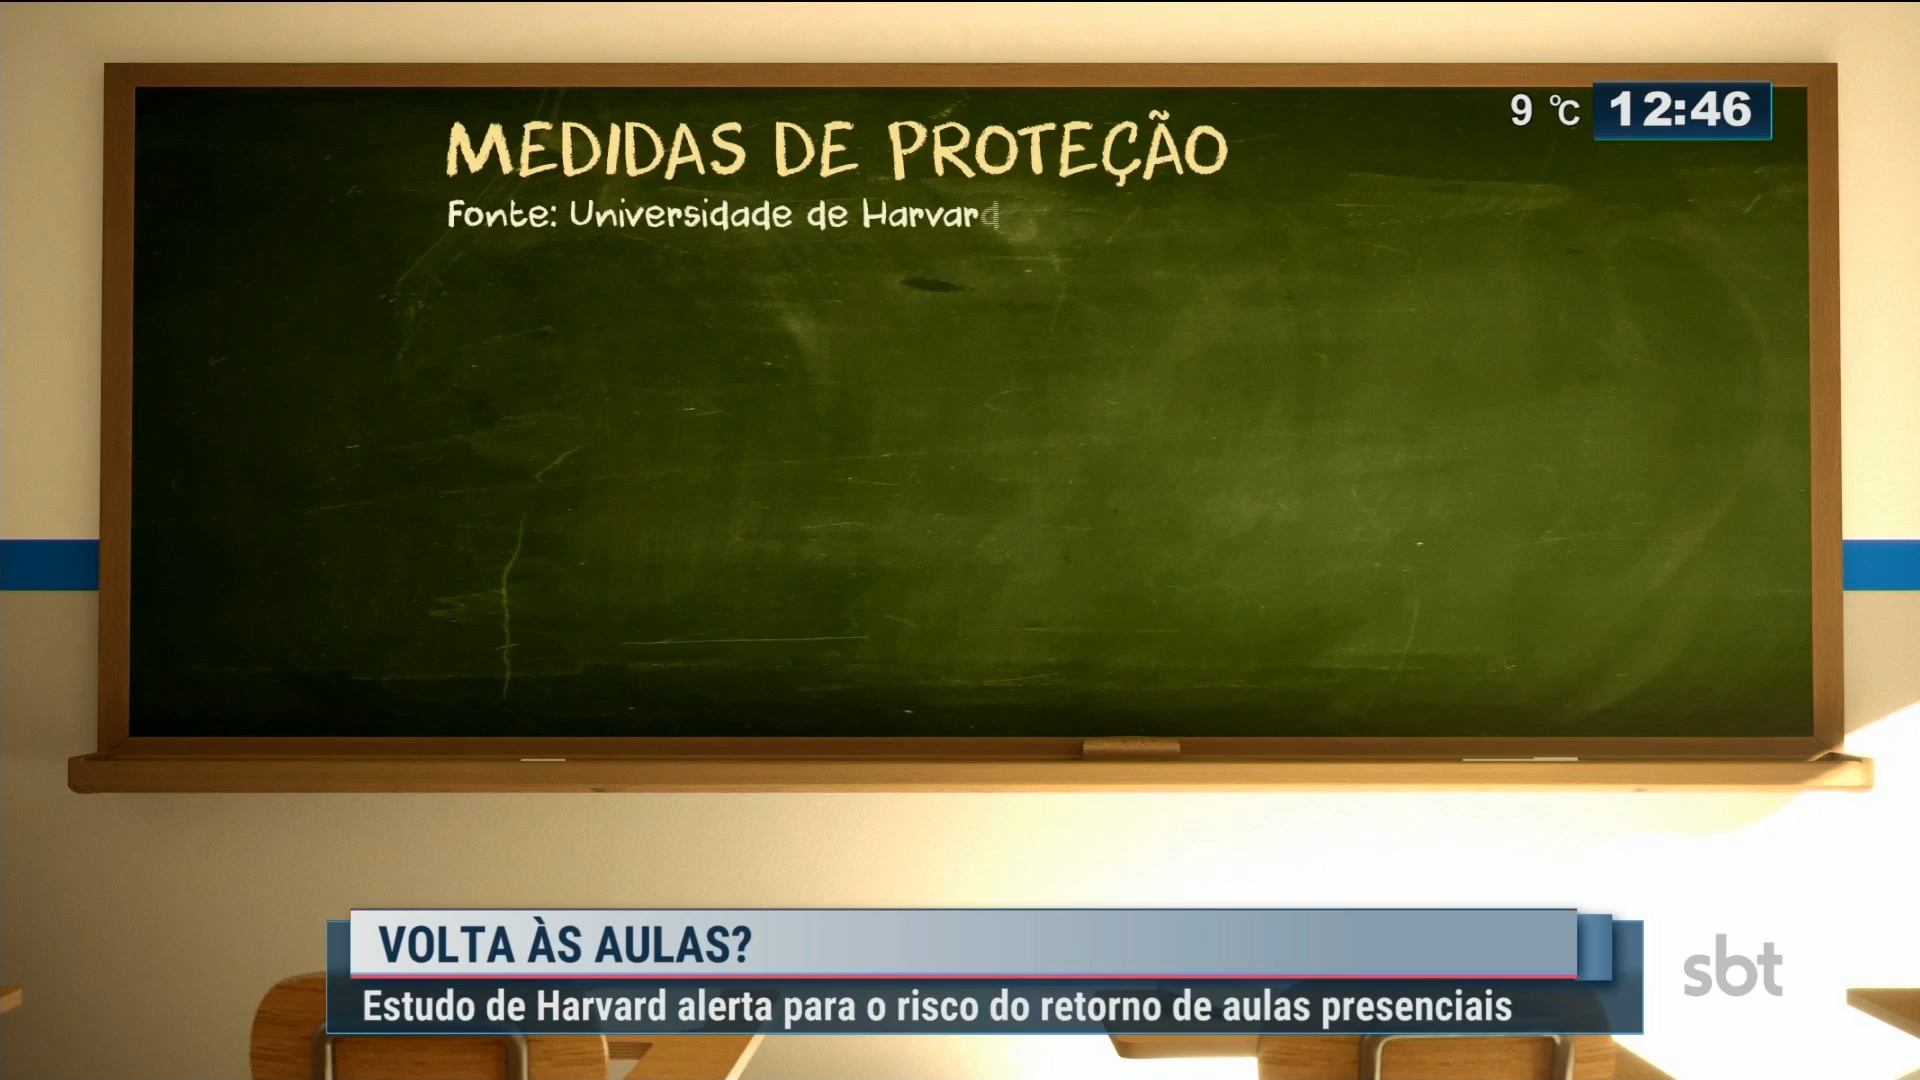 MEDIDAS DE PROTEÇÃO
Fonte: Universidade de Harvard
9 °C 12:46
VOLTA ÀS AULAS?
Estudo de Harvard alerta para o risco do retorno de aulas presenciais
sbt